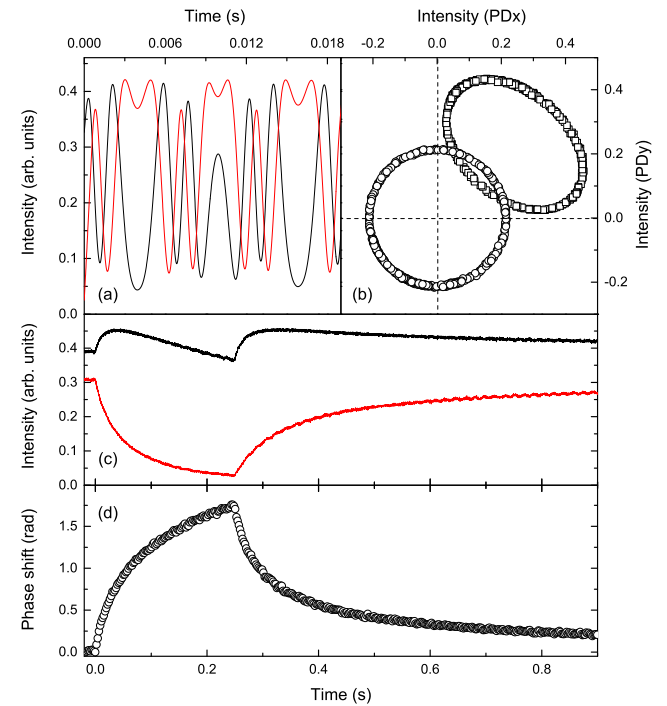 Time (s)
Intensity (PDx)
0.000 0.006 0.012 0.018
-0.2 0.0 0.2 0.4
Intensity (arb. units)
0.4
0.3
0.2
0.1
0.0
(a)
(b)
0.4
0.2
0.0
-0.2
Intensity (PDy)
Intensity (arb. units)
0.4
0.3
0.1
0.0
(c)
Phase shift (rad)
1.5
1.0
0.5
0.0
(d)
0.0 0.2 0.4 0.6 0.8
Time (s)